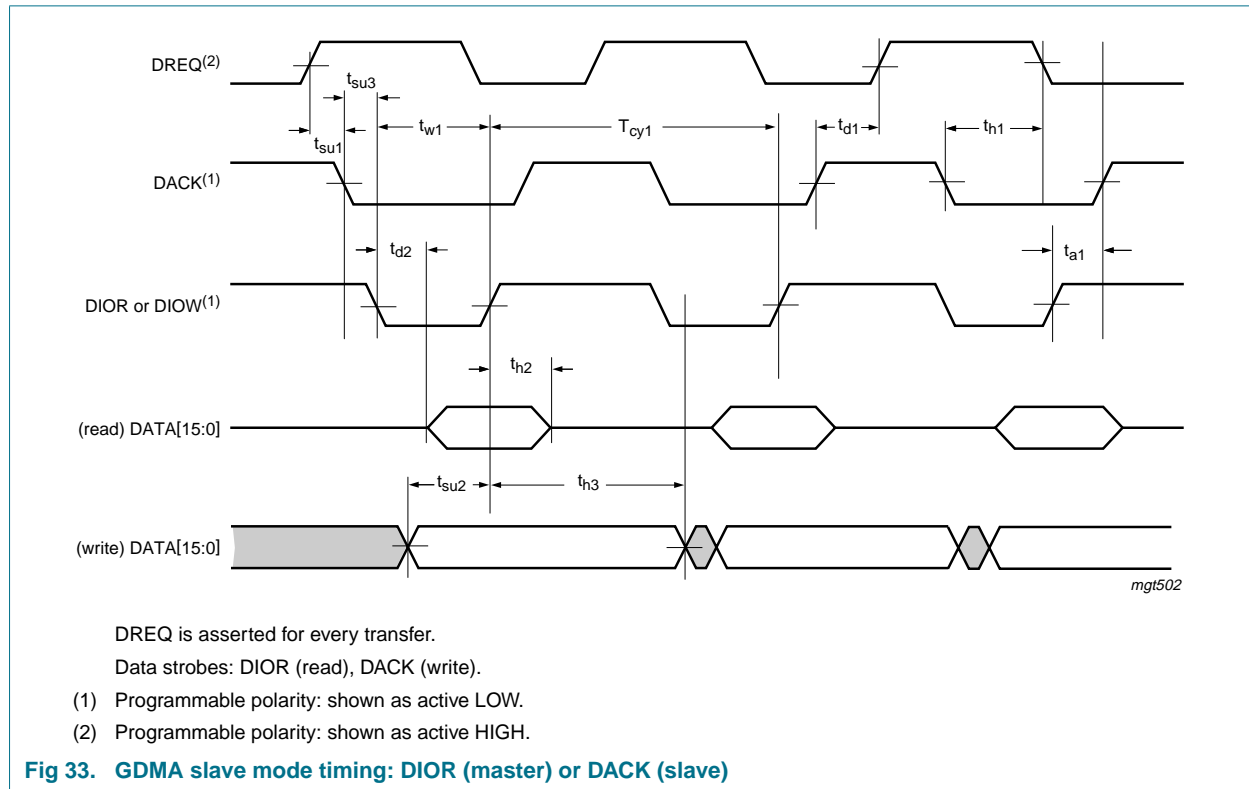 DREQ(2)
tsu3
tw1
Tcy1
td1
th1
tsu1
DACK(1)
td2
ta1
DIOR or DIOW(1)
th2
(read) DATA[15:0]
tsu2
th3
(write) DATA[15:0]
mgt502
DREQ is asserted for every transfer.
Data strobes: DIOR (read), DACK (write).
(1) Programmable polarity: shown as active LOW.
(2) Programmable polarity: shown as active HIGH.
Fig 33. GDMA slave mode timing: DIOR (master) or DACK (slave)